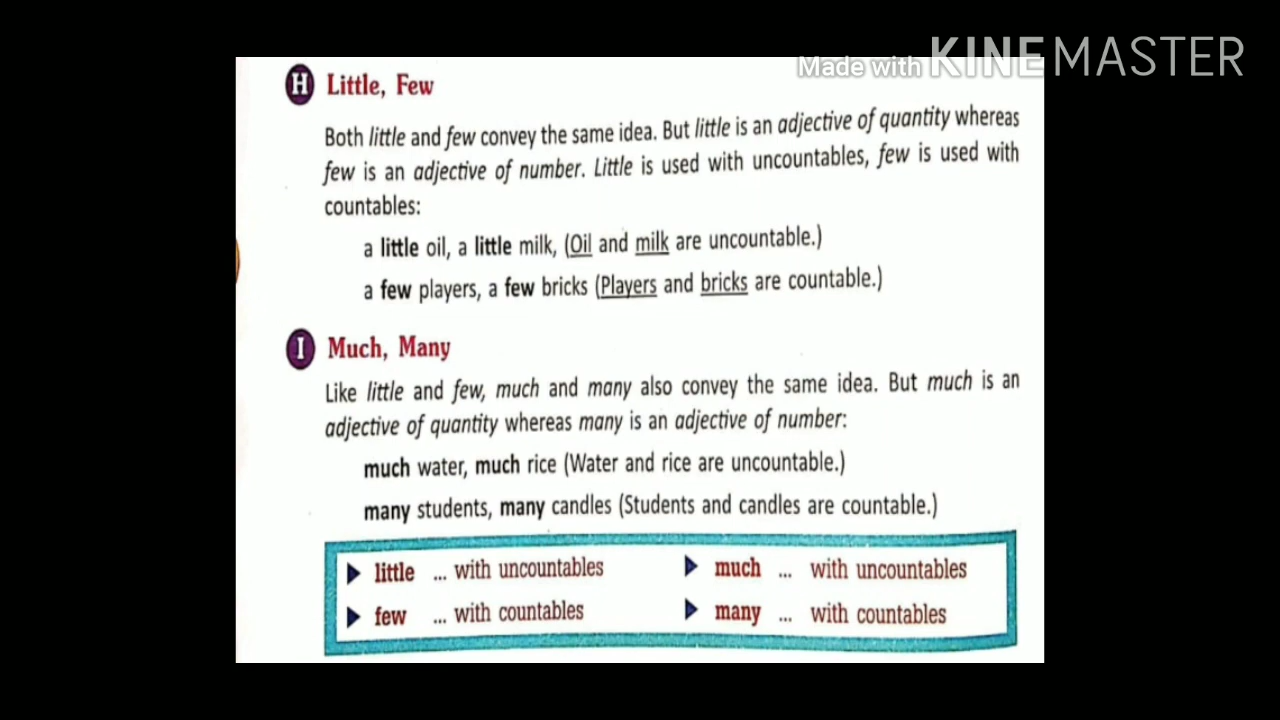 Made with KINEMASTER
H Little, Few
Both little and few convey the same idea. But little is an adjective of quantity whereas
few is an adjective of number. Little is used with uncountables, few is used with
countables:
a little oil, a little milk, (Oil and milk are uncountable.)
a few players, a few bricks (Players and bricks are countable.)
I Much, Many
Like little and few, much and many also convey the same idea. But much is an
adjective of quantity whereas many is an adjective of number:
much water, much rice (Water and rice are uncountable.)
many students, many candles (Students and candles are countable.)
little ... with uncountables
much ... with uncountables
few ... with countables
many ... with countables